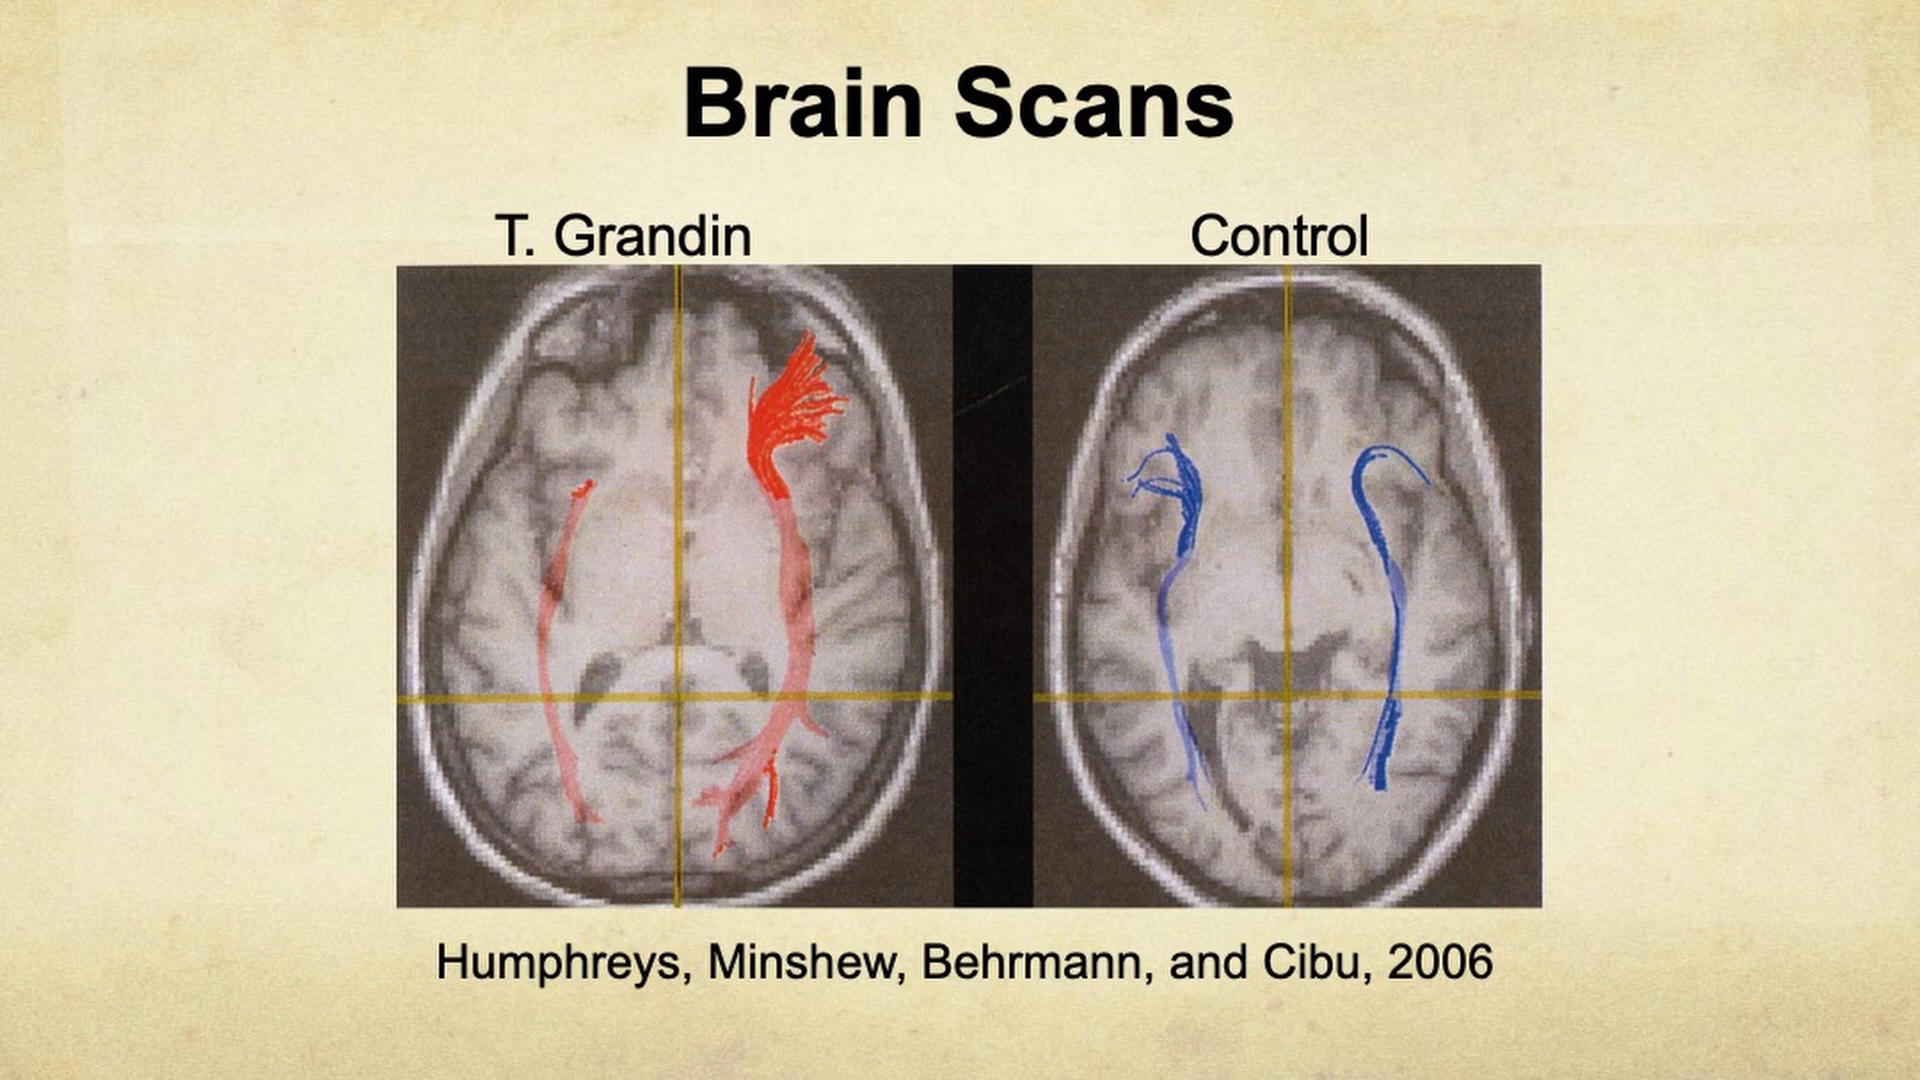 Brain Scans
T. Grandin
Control
Humphreys, Minshew, Behrmann, and Cibu, 2006